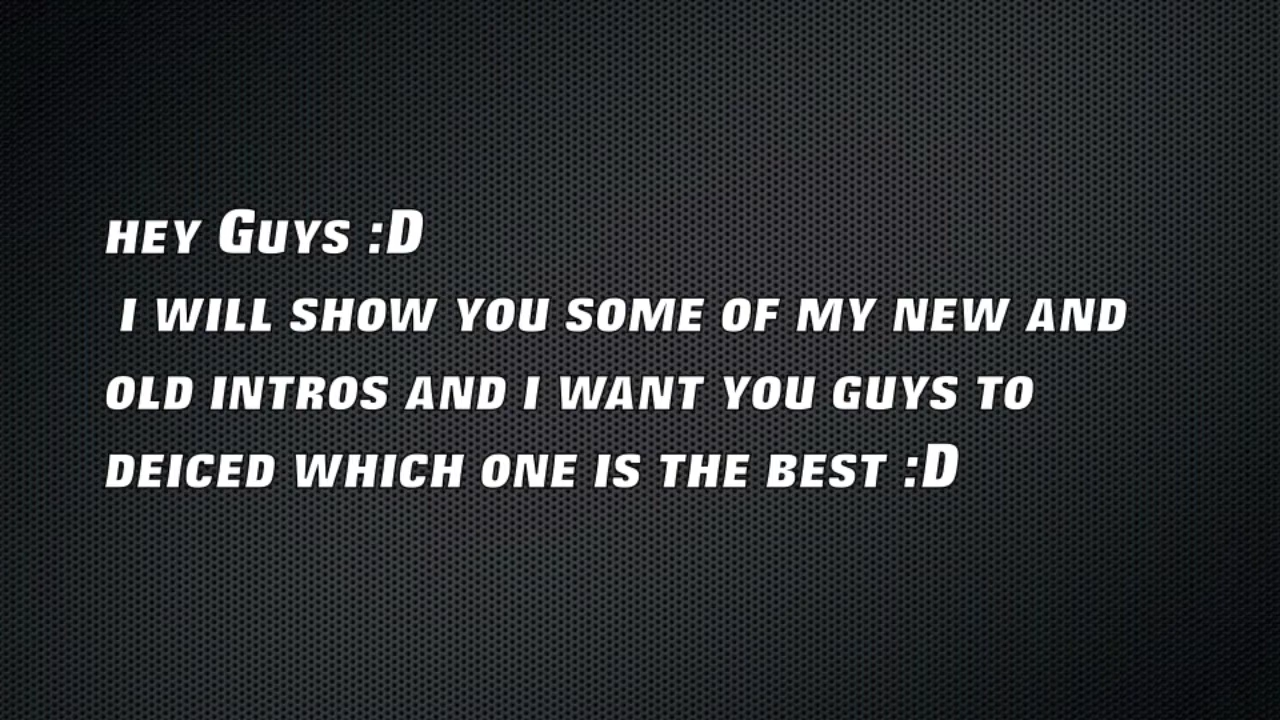 hey Guys :D
i will show you some of my new and
old intros and i want you guys to
deiced which one is the best :D